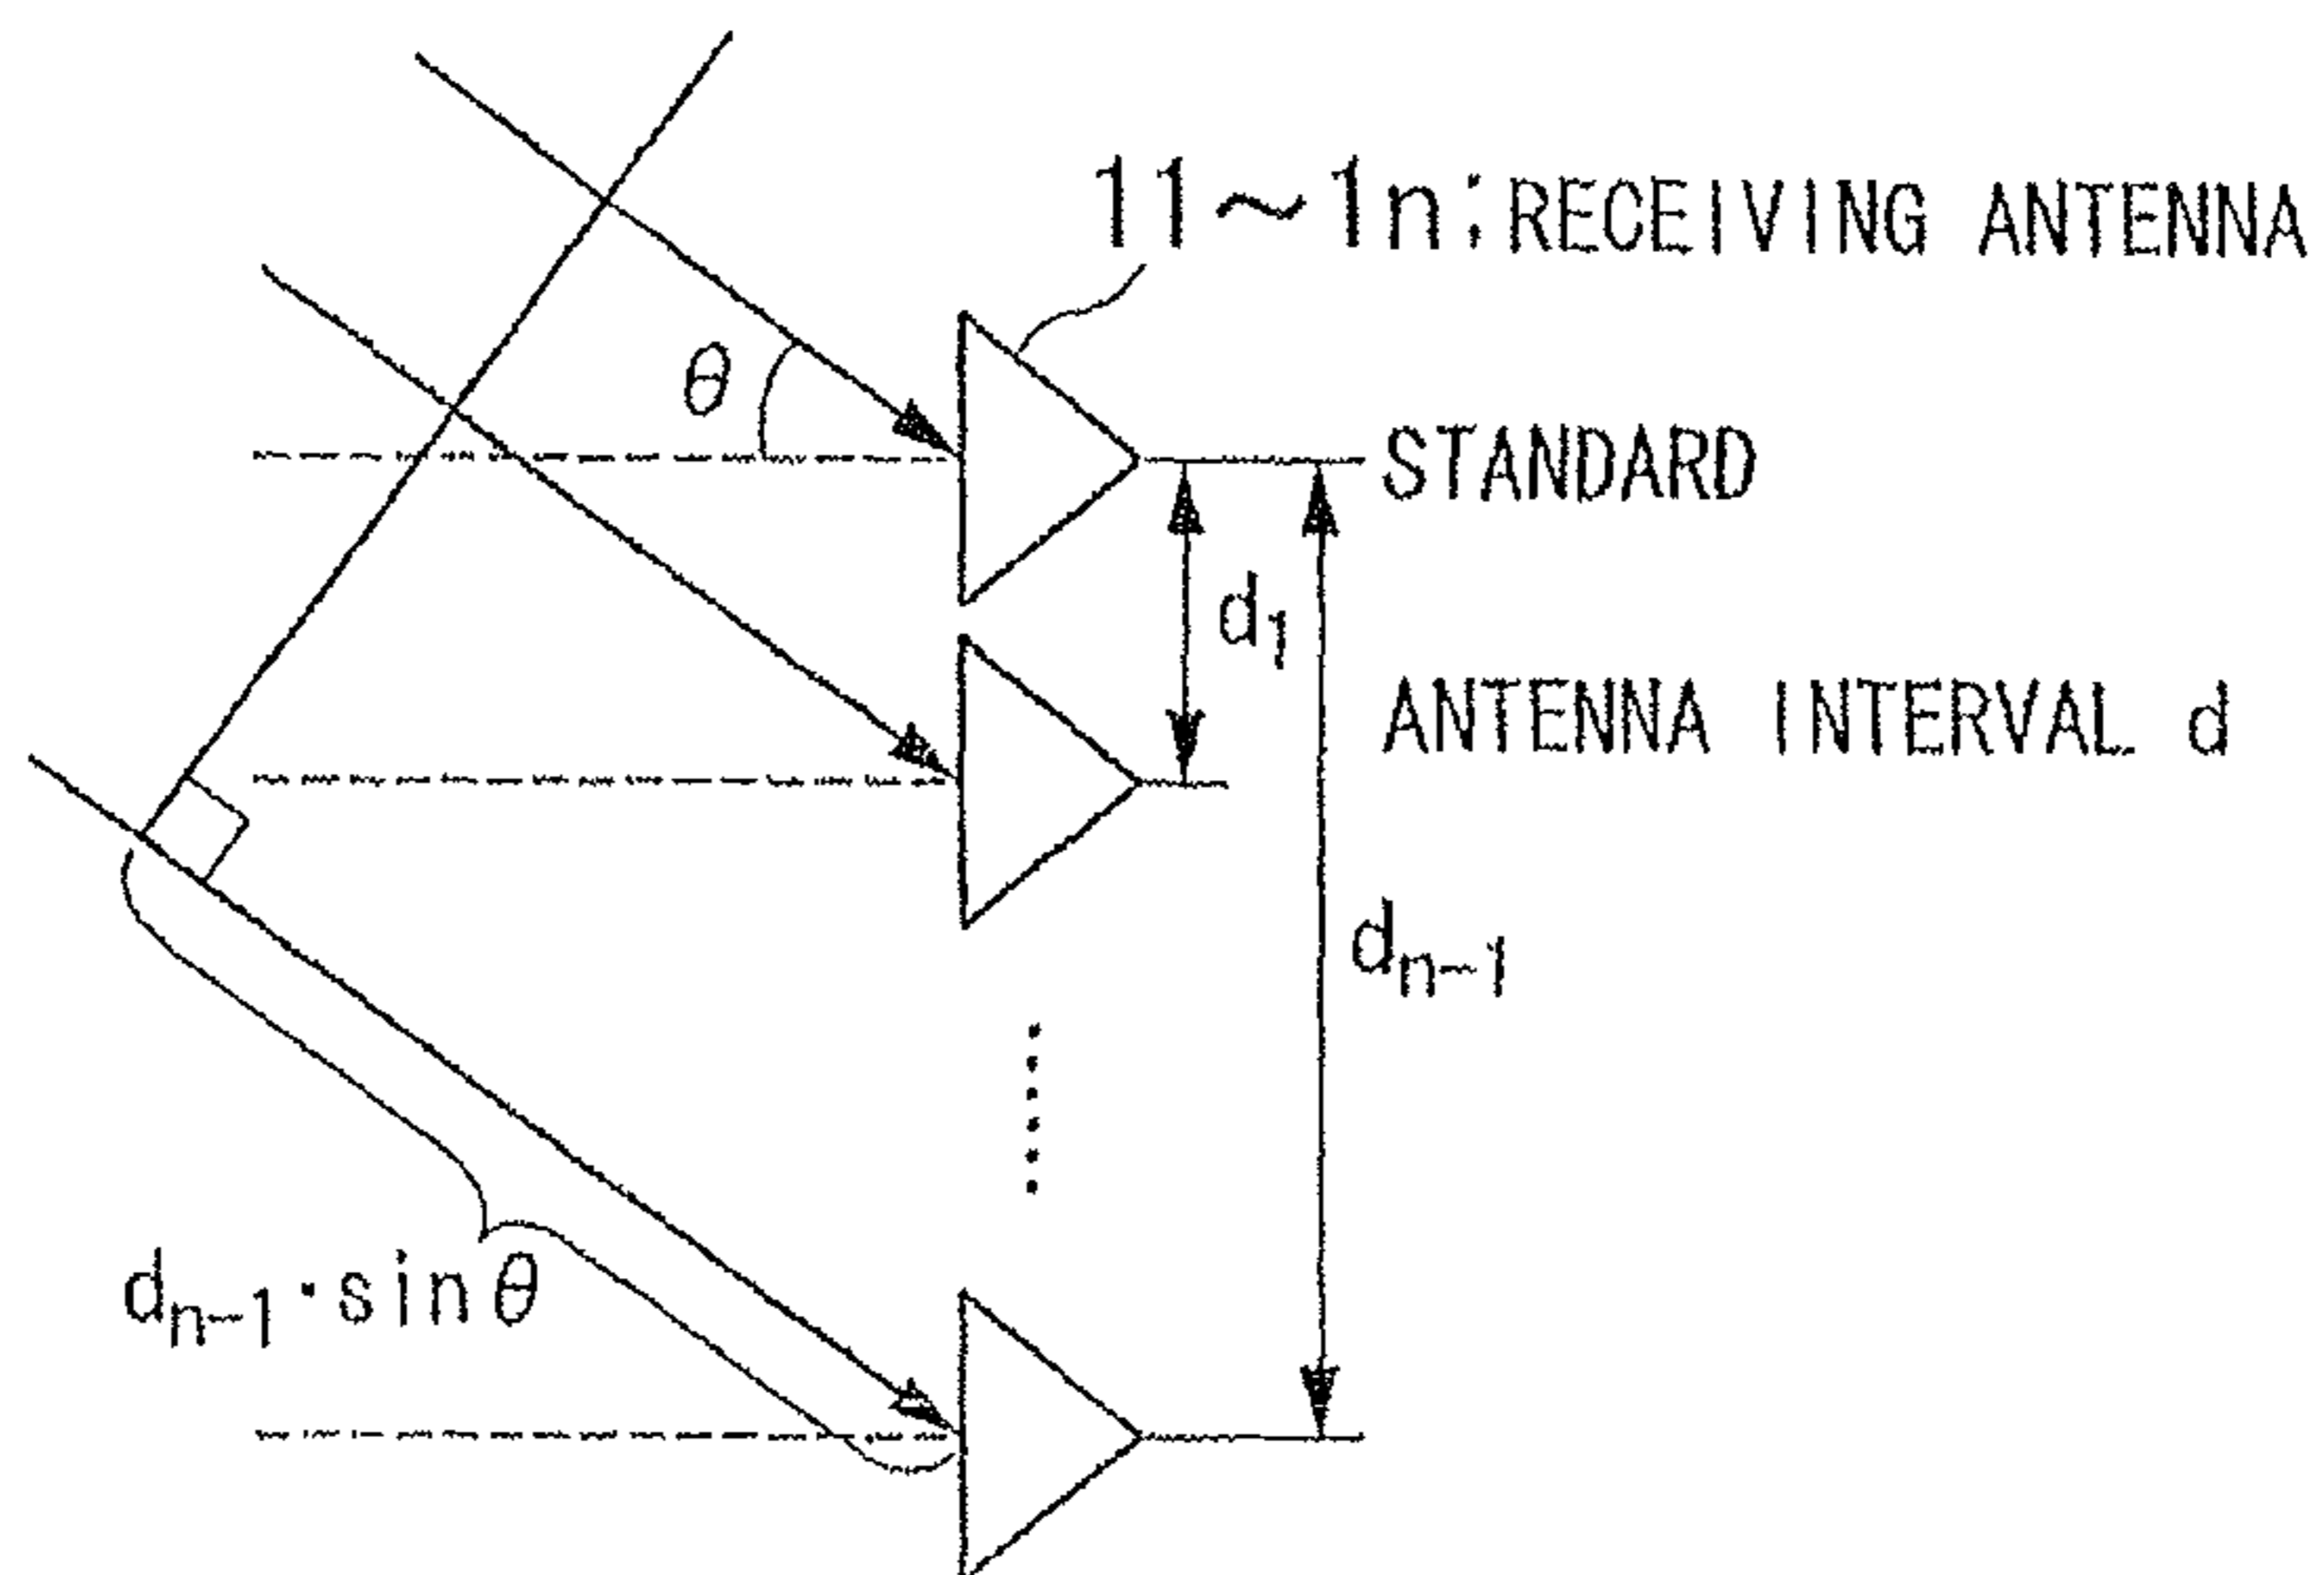 11~1n:RECEIVING ANTENNA
θ
STANDARD
d1
ANTENNA INTERVAL d
dn-1
dn-1·sinθ